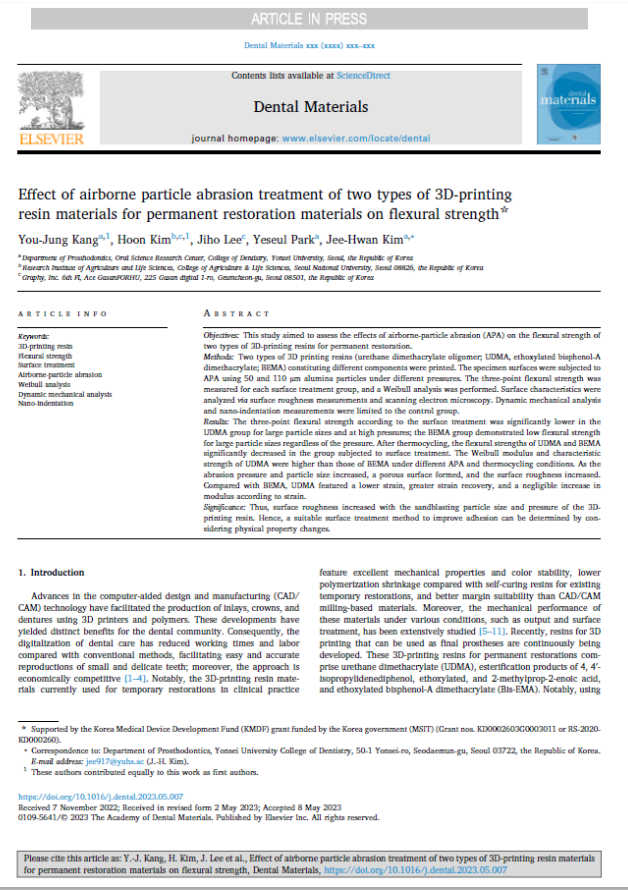 ARTICLE IN PRESS
Dental Materials xxx (xxxx) xxx–xxx
Contents lists available at ScienceDirect
Dental Materials
journal homepage: www.elsevier.com/locate/dental
ELSEVIER
dental
materials
Effect of airborne particle abrasion treatment of two types of 3D-printing
resin materials for permanent restoration materials on flexural strength☆
You-Jung Kang a,1, Hoon Kim b,c,1, Jiho Lee c, Yeseul Park a, Jee-Hwan Kim a,*
a Department of Prosthodontics, Oral Science Research Center, College of Dentistry, Yonsei University, Seoul, the Republic of Korea
b Research Institute of Agriculture and Life Sciences, College of Agriculture & Life Sciences, Seoul National University, Seoul 08826, the Republic of Korea
c Graphy, Inc. 6th Fl, Ace GasanFORHU, 225 Gasan digital 1-ro, Geumcheon-gu, Seoul 08501, the Republic of Korea
ARTICLE INFO
Keywords:
3D-printing resin
Flexural strength
Surface treatment
Airborne-particle abrasion
Weibull analysis
Dynamic mechanical analysis
Nano-indentation
ABSTRACT
Objectives: This study aimed to assess the effects of airborne-particle abrasion (APA) on the flexural strength of
two types of 3D-printing resins for permanent restoration.
Methods: Two types of 3D printing resins (urethane dimethacrylate oligomer; UDMA, ethoxylated bisphenol-A
dimethacrylate; BEMA) constituting different components were printed. The specimen surfaces were subjected to
APA using 50 and 110 µm alumina particles under different pressures. The three-point flexural strength was
measured for each surface treatment group, and a Weibull analysis was performed. Surface characteristics were
analyzed via surface roughness measurements and scanning electron microscopy. Dynamic mechanical analysis
and nano-indentation measurements were limited to the control group.
Results: The three-point flexural strength according to the surface treatment was significantly lower in the
UDMA group for large particle sizes and at high pressures; the BEMA group demonstrated low flexural strength
for large particle sizes regardless of the pressure. After thermocycling, the flexural strengths of UDMA and BEMA
significantly decreased in the group subjected to surface treatment. The Weibull modulus and characteristic
strength of UDMA were higher than those of BEMA under different APA and thermocycling conditions. As the
abrasion pressure and particle size increased, a porous surface formed, and the surface roughness increased.
Compared with BEMA, UDMA featured a lower strain, greater strain recovery, and a negligible increase in
modulus according to strain.
Significance: Thus, surface roughness increased with the sandblasting particle size and pressure of the 3D-
printing resin. Hence, a suitable surface treatment method to improve adhesion can be determined by con-
sidering physical property changes.
1. Introduction
Advances in the computer-aided design and manufacturing (CAD/
CAM) technology have facilitated the production of inlays, crowns, and
dentures using 3D printers and polymers. These developments have
yielded distinct benefits for the dental community. Consequently, the
digitalization of dental care has reduced working times and labor
compared with conventional methods, facilitating easy and accurate
reproductions of small and delicate teeth; moreover, the approach is
economically competitive [1–4]. Notably, the 3D-printing resin mate-
rials currently used for temporary restorations in clinical practice
feature excellent mechanical properties and color stability, lower
polymerization shrinkage compared with self-curing resins for existing
temporary restorations, and better margin suitability than CAD/CAM
milling-based materials. Moreover, the mechanical performance of
these materials under various conditions, such as output and surface
treatment, has been extensively studied [5–11]. Recently, resins for 3D
printing that can be used as final prostheses are continuously being
developed. These 3D-printing resins for permanent restorations com-
prise urethane dimethacrylate (UDMA), esterification products of 4, 4′-
isopropylidenediphenol, ethoxylated, and 2-methylprop-2-enoic acid,
and ethoxylated bisphenol-A dimethacrylate (Bis-EMA). Notably, using
☆ Supported by the Korea Medical Device Development Fund (KMDF) grant funded by the Korea government (MSIT) (Grant nos. KD0002603G0003011 or RS-2020-
KD000260).
* Correspondence to: Department of Prosthodontics, Yonsei University College of Dentistry, 50-1 Yonsei-ro, Seodaemun-gu, Seoul 03722, the Republic of Korea.
E-mail address: jee917@yuhs.ac (J.-H. Kim).
1 These authors contributed equally to this work as first authors.
https://doi.org/10.1016/j.dental.2023.05.007
Received 7 November 2022; Received in revised form 2 May 2023; Accepted 8 May 2023
0109-5641/© 2023 The Academy of Dental Materials. Published by Elsevier Inc. All rights reserved.
Please cite this article as: Y.-J. Kang, H. Kim, J. Lee et al., Effect of airborne particle abrasion treatment of two types of 3D-printing resin materials
for permanent restoration materials on flexural strength, Dental Materials, https://doi.org/10.1016/j.dental.2023.05.007